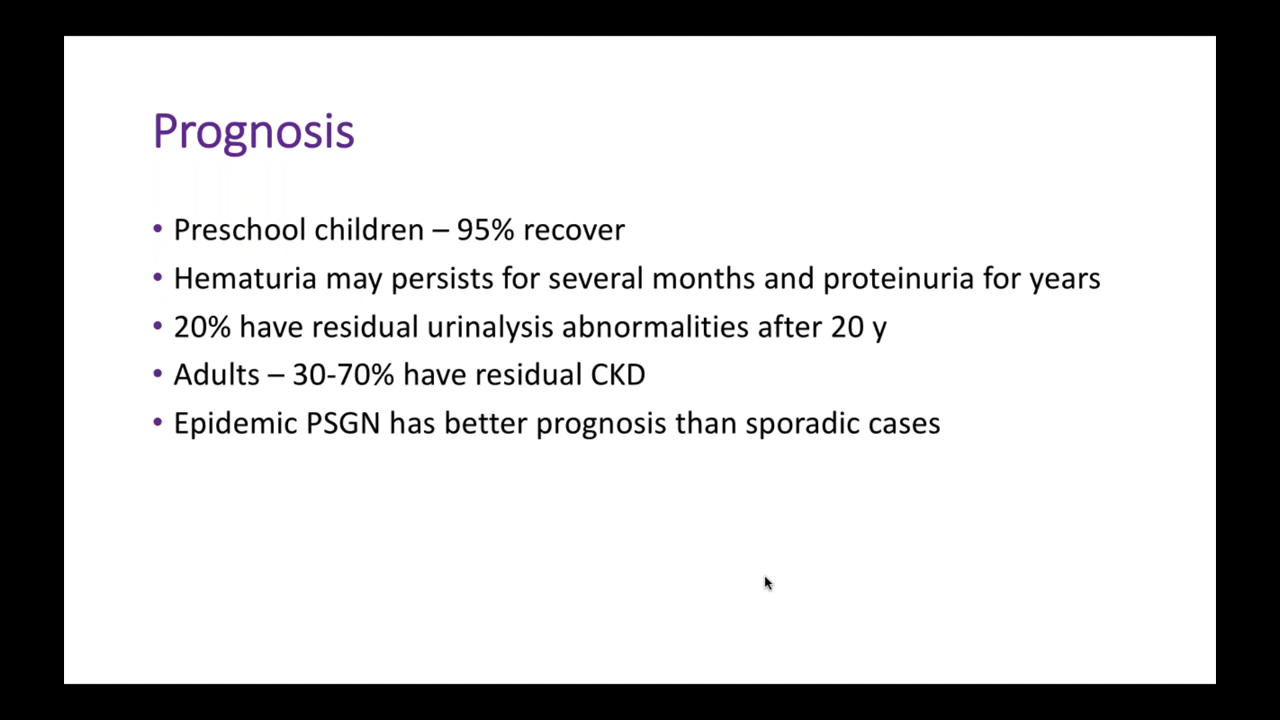 Prognosis
• Preschool children – 95% recover
• Hematuria may persists for several months and proteinuria for years
• 20% have residual urinalysis abnormalities after 20 y
• Adults – 30-70% have residual CKD
• Epidemic PSGN has better prognosis than sporadic cases